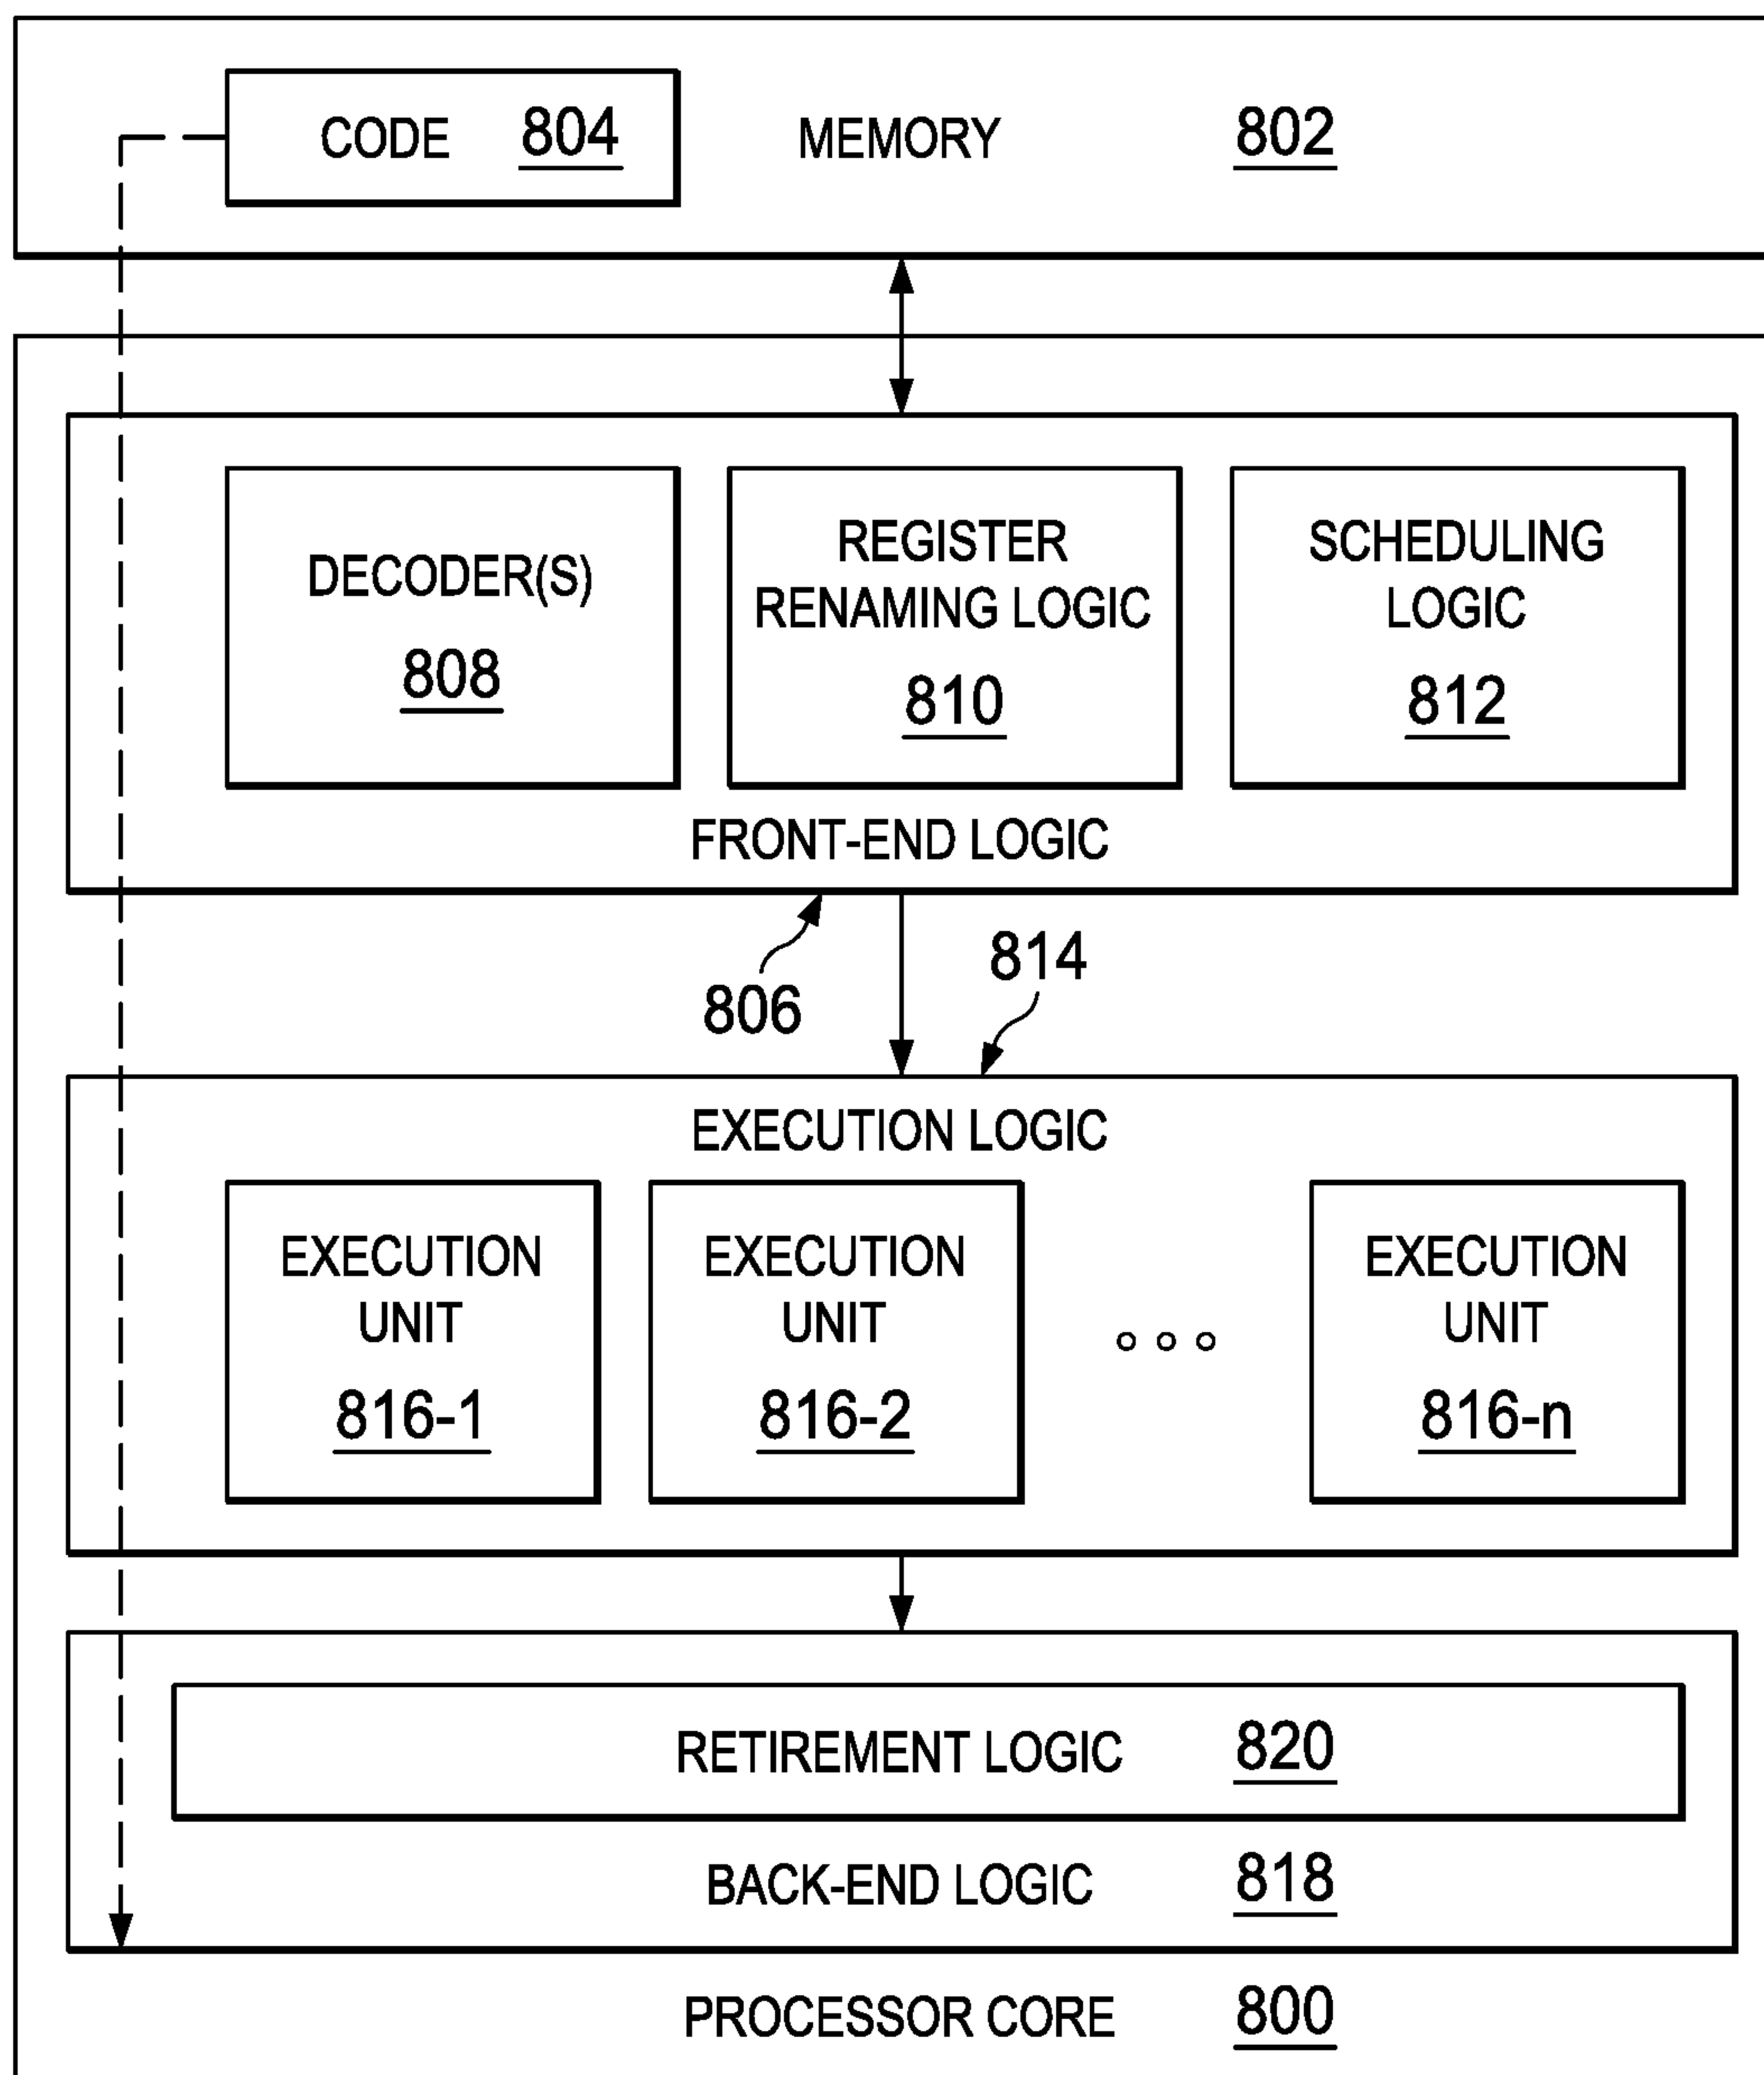 CODE 804 MEMORY 802
DECODER(S)
808
REGISTER
RENAMING LOGIC
810
SCHEDULING
LOGIC
812
FRONT-END LOGIC
806
814
EXECUTION LOGIC
EXECUTION
UNIT
816-1
EXECUTION
UNIT
816-2
EXECUTION
UNIT
816-n
RETIREMENT LOGIC 820
BACK-END LOGIC 818
PROCESSOR CORE 800